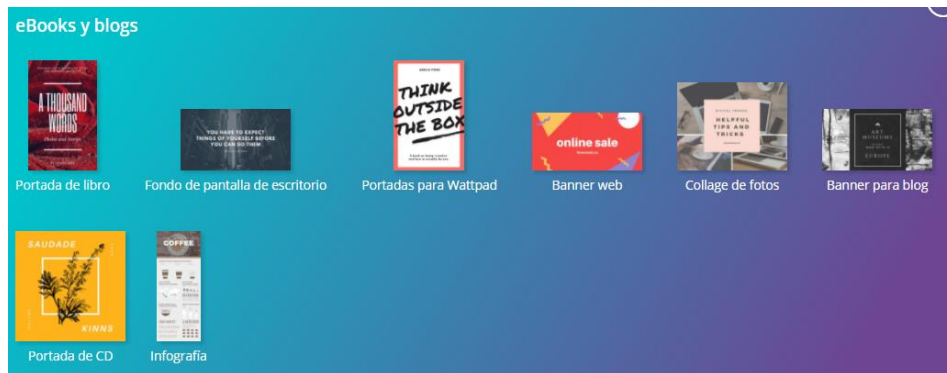 eBooks y blogs
A THOUSAND
WORDS
YOU HAVE TO EXPECT
THINGS OF YOURSELF BEFORE
YOU CAN DO THEM
THINK
OUTSIDE
THE BOX
online sale
HELPFUL
TIPS AND
TRICKS
ART
MUSEUMS
EUROPE
Portada de libro
Fondo de pantalla de escritorio
Portadas para Wattpad
Banner web
Collage de fotos
Banner para blog
SAUDADE
KINNS
COFFEE
Portada de CD
Infografía